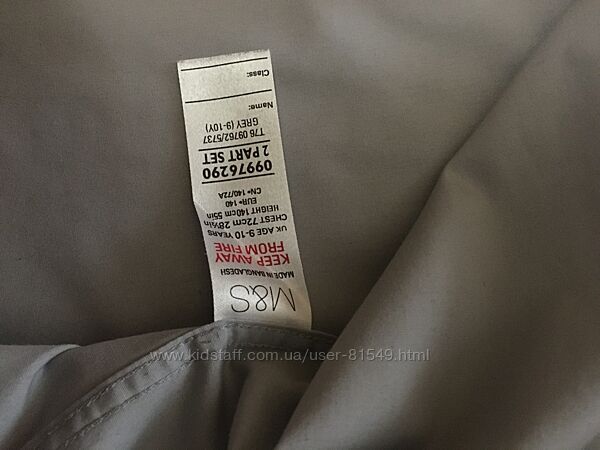 M&S
MADE IN BANGLADESH
KEEP AWAY
FROM FIRE
UK AGE 9-10 YEARS
CHEST 72cm 28½in
HEIGHT 140cm 55in
EUR•140
CN•140/72A
09976290
2 PART SET
T76 09762/5737
GREY (9-10Y)
Name:
Class:
www.kidstaff.com.ua/user-81549.html